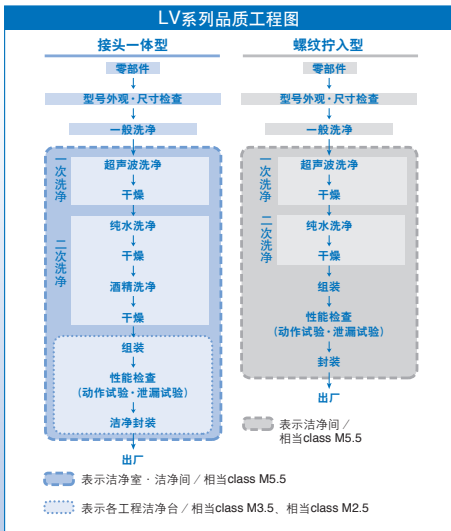 LV系列品质工程图
接头一体型
零部件
型号外观·尺寸检查
一般洗净
一次洗净
超声波洗净
干燥
二次洗净
纯水洗净
干燥
酒精洗净
干燥
组装
性能检查
(动作试验·泄漏试验)
洁净封装
出厂
螺纹拧入型
零部件
型号外观·尺寸检查
一般洗净
一次洗净
超声波洗净
干燥
二次洗净
纯水洗净
干燥
组装
性能检查
(动作试验·泄漏试验)
封装
出厂
表示洁净间/
相当class M5.5
表示洁净室·洁净间/相当class M5.5
表示各工程洁净台/相当class M3.5、相当class M2.5